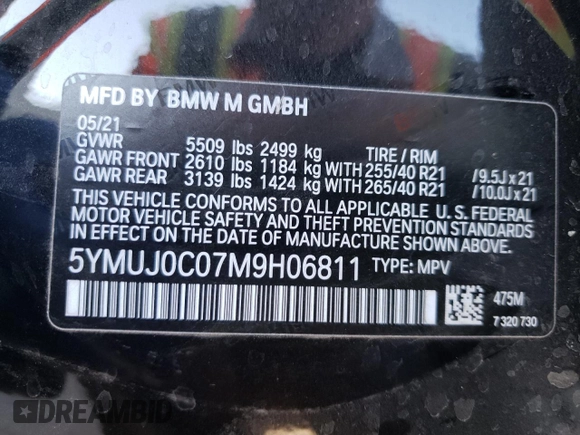 MFD BY BMW M GMBH
05/21
GVWR 5509 lbs 2499 kg TIRE / RIM
GAWR FRONT 2610 lbs 1184 kg WITH 255/40 R21 /9.5J x 21
GAWR REAR 3139 lbs 1424 kg WITH 265/40 R21 /10.0J x 21
THIS VEHICLE CONFORMS TO ALL APPLICABLE U. S. FEDERAL
MOTOR VEHICLE SAFETY AND THEFT PREVENTION STANDARDS
IN EFFECT ON THE DATE OF MANUFACTURE SHOWN ABOVE.
5YMUJ0C07M9H06811 TYPE: MPV
475M
7 320 730
DREAMBID